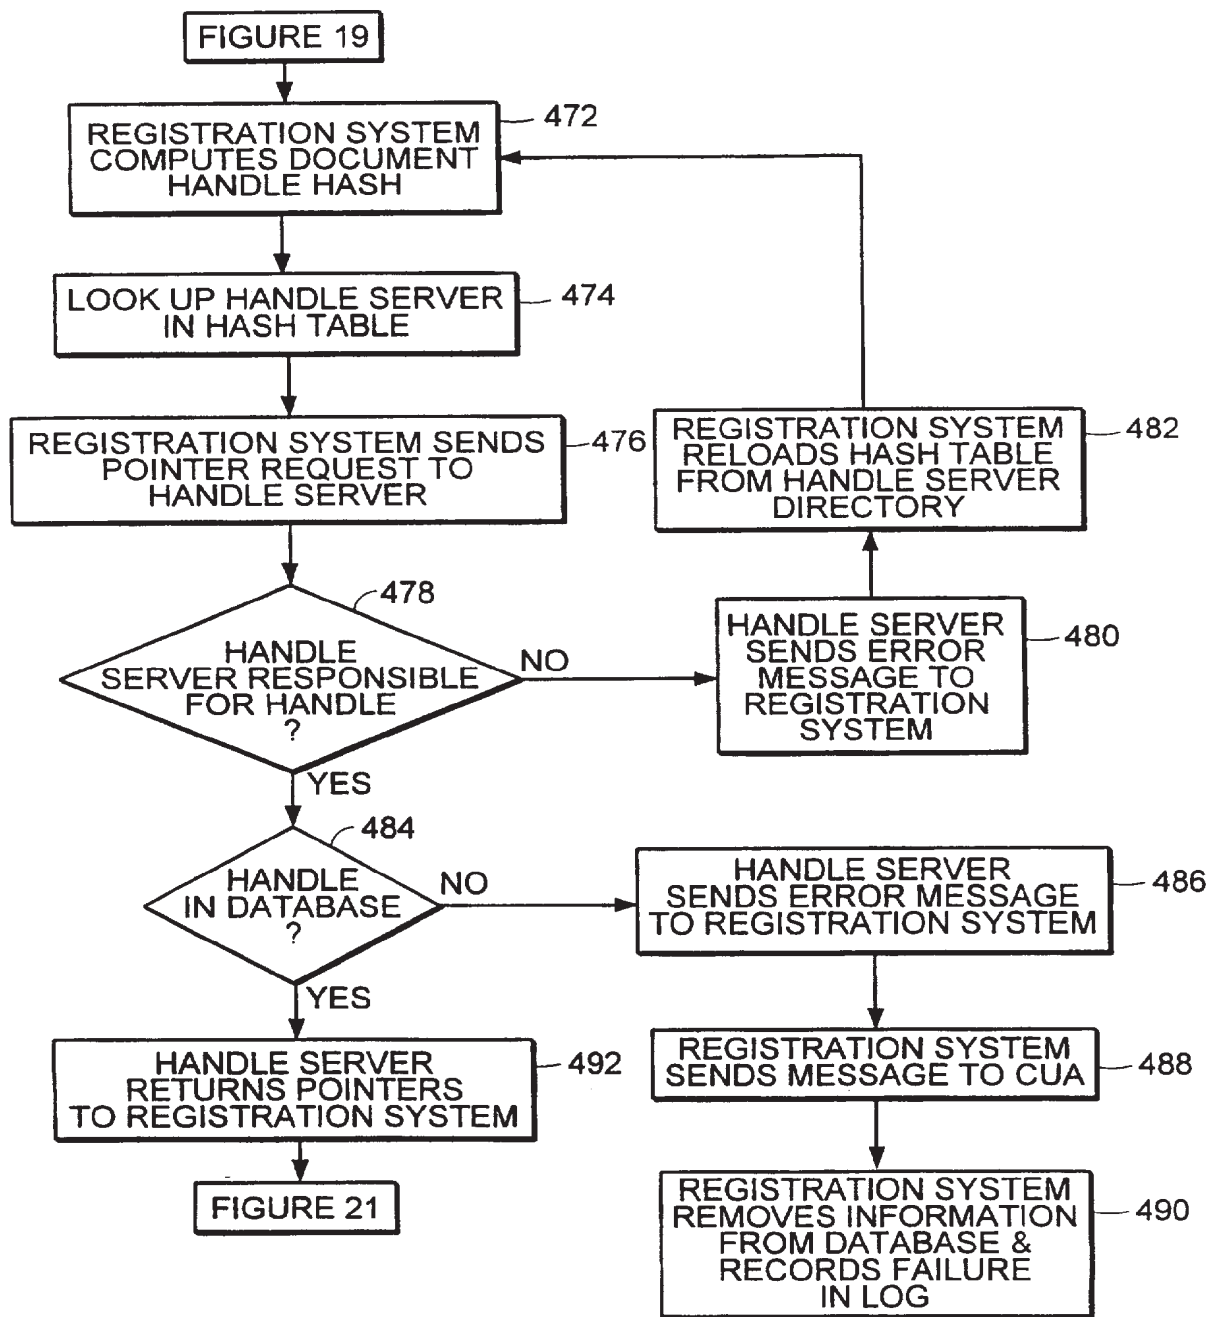 FIGURE 19
REGISTRATION SYSTEM
COMPUTES DOCUMENT
HANDLE HASH
472
LOOK UP HANDLE SERVER
IN HASH TABLE
474
REGISTRATION SYSTEM SENDS
POINTER REQUEST TO
HANDLE SERVER
476
REGISTRATION SYSTEM
RELOADS HASH TABLE
FROM HANDLE SERVER
DIRECTORY
482
478
HANDLE
SERVER RESPONSIBLE
FOR HANDLE
?
NO
HANDLE SERVER
SENDS ERROR
MESSAGE TO
REGISTRATION
SYSTEM
480
YES
484
HANDLE
IN DATABASE
?
NO
HANDLE SERVER
SENDS ERROR MESSAGE
TO REGISTRATION SYSTEM
486
YES
HANDLE SERVER
RETURNS POINTERS
TO REGISTRATION SYSTEM
492
REGISTRATION SYSTEM
SENDS MESSAGE TO CUA
488
FIGURE 21
REGISTRATION SYSTEM
REMOVES INFORMATION
FROM DATABASE &
RECORDS FAILURE
IN LOG
490